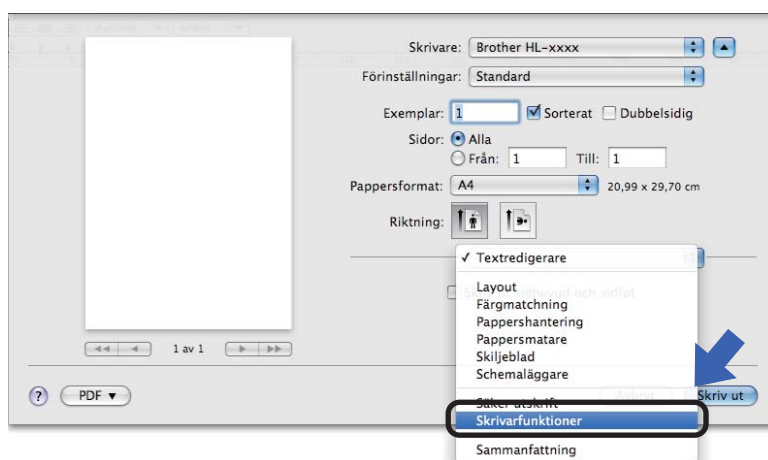 Skrivare: Brother HL-xxxx
Förinställningar: Standard
Exemplar: 1 Sorterat Dubbelsidig
Sidor: Alla
Från: 1 Till: 1
Pappersformat: A4 20,99 x 29,70 cm
Riktning:
✓ Textredigerare
Layout
Färgmatchning
Pappershantering
Pappersmatare
Skiljeblad
Schemaläggare
Säker utskrift
Skrivarfunktioner
Sammanfattning
1 av 1
? PDF ▼ Avbryt Skriv ut